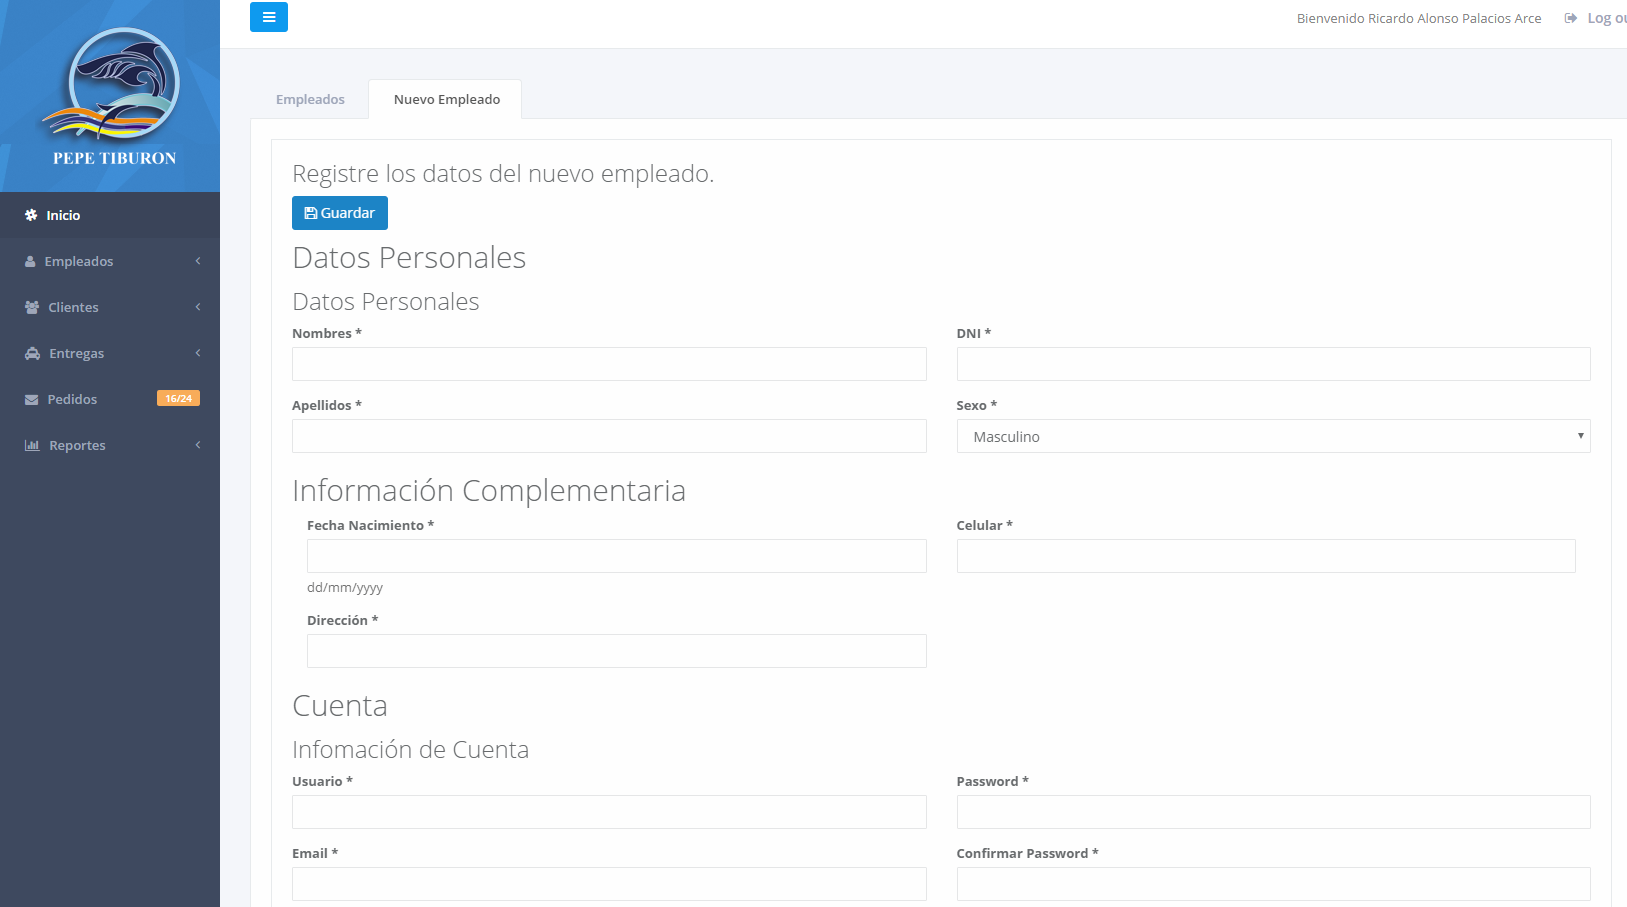 Bienvenido Ricardo Alonso Palacios Arce
Log ou
PEPE TIBURON
Inicio
Empleados
Clientes
Entregas
Pedidos 16/24
Reportes
Empleados Nuevo Empleado
Registre los datos del nuevo empleado.
Guardar
Datos Personales
Datos Personales
Nombres * DNI *
Apellidos * Sexo *
Masculino
Información Complementaria
Fecha Nacimiento * Celular *
dd/mm/yyyy
Dirección *
Cuenta
Infomación de Cuenta
Usuario * Password *
Email * Confirmar Password *